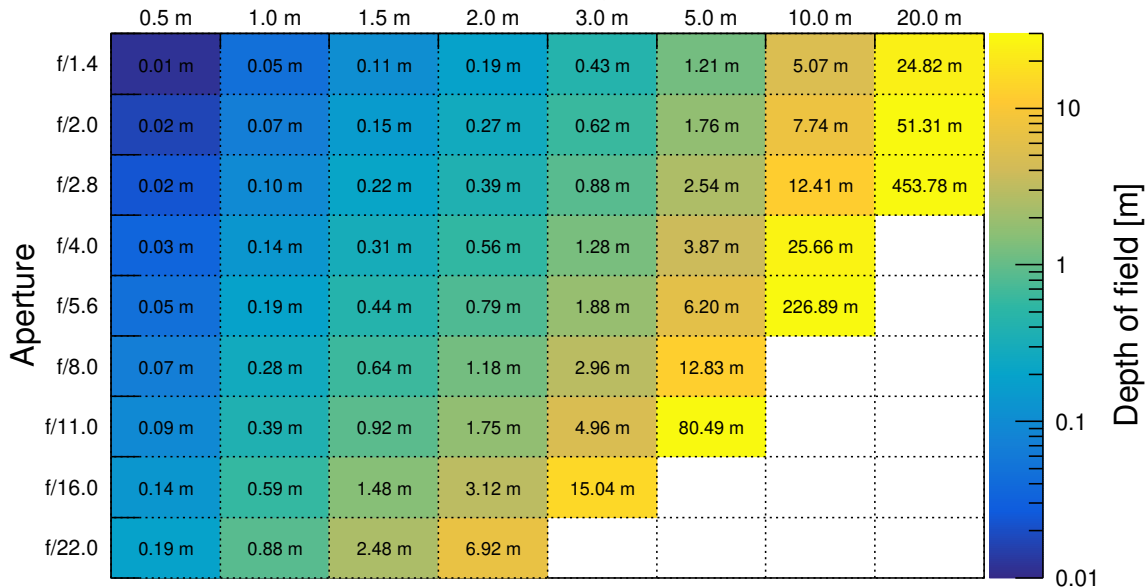 0.5 m 1.0 m 1.5 m 2.0 m 3.0 m 5.0 m 10.0 m 20.0 m
f/1.4 0.01 m 0.05 m 0.11 m 0.19 m 0.43 m 1.21 m 5.07 m 24.82 m
f/2.0 0.02 m 0.07 m 0.15 m 0.27 m 0.62 m 1.76 m 7.74 m 51.31 m
f/2.8 0.02 m 0.10 m 0.22 m 0.39 m 0.88 m 2.54 m 12.41 m 453.78 m
f/4.0 0.03 m 0.14 m 0.31 m 0.56 m 1.28 m 3.87 m 25.66 m
f/5.6 0.05 m 0.19 m 0.44 m 0.79 m 1.88 m 6.20 m 226.89 m
f/8.0 0.07 m 0.28 m 0.64 m 1.18 m 2.96 m 12.83 m
f/11.0 0.09 m 0.39 m 0.92 m 1.75 m 4.96 m 80.49 m
f/16.0 0.14 m 0.59 m 1.48 m 3.12 m 15.04 m
f/22.0 0.19 m 0.88 m 2.48 m 6.92 m
Aperture
10
1
0.1
0.01
Depth of field [m]